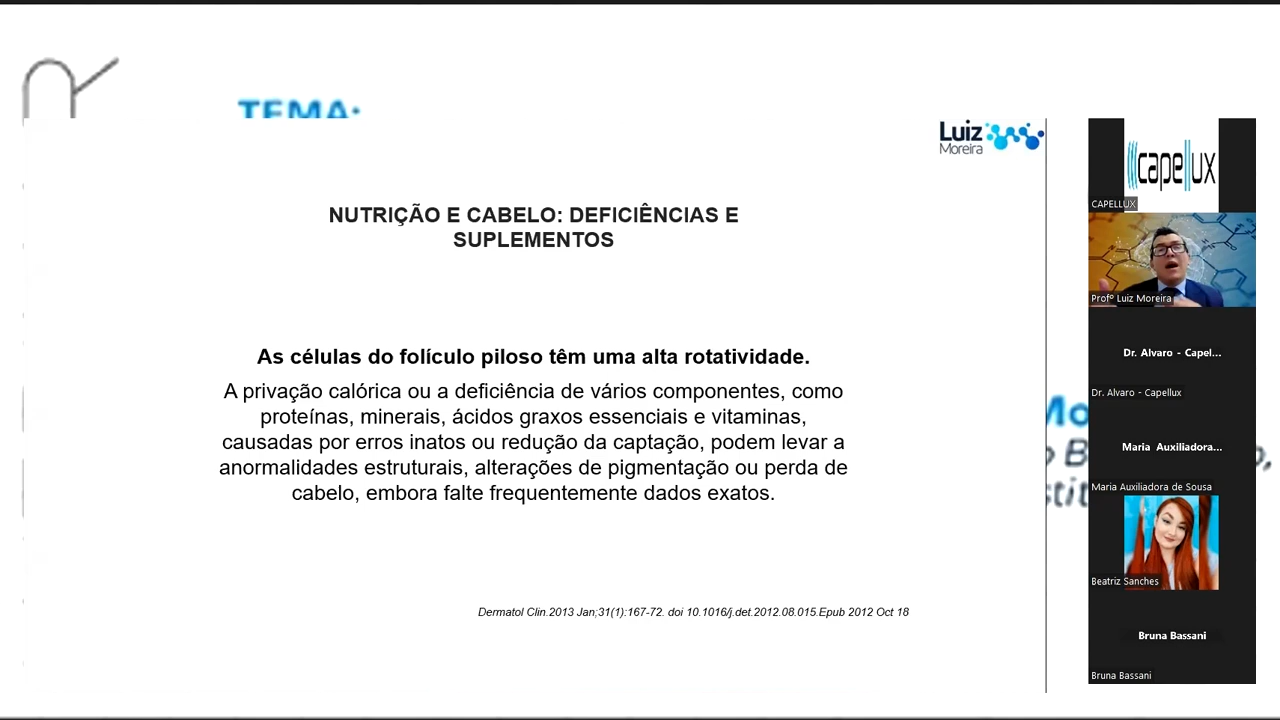 TEMA:
Luiz
Moreira
NUTRIÇÃO E CABELO: DEFICIÊNCIAS E
SUPLEMENTOS
As células do folículo piloso têm uma alta rotatividade.
A privação calórica ou a deficiência de vários componentes, como
proteínas, minerais, ácidos graxos essenciais e vitaminas,
causadas por erros inatos ou redução da captação, podem levar a
anormalidades estruturais, alterações de pigmentação ou perda de
cabelo, embora falte frequentemente dados exatos.
Dermatol Clin.2013 Jan;31(1):167-72. doi 10.1016/j.det.2012.08.015.Epub 2012 Oct 18
capellux
CAPELLUX
Profº Luiz Moreira
Dr. Alvaro - Capel...
Dr. Alvaro - Capellux
Maria Auxiliadora...
Maria Auxiliadora de Sousa
Beatriz Sanches
Bruna Bassani
Bruna Bassani